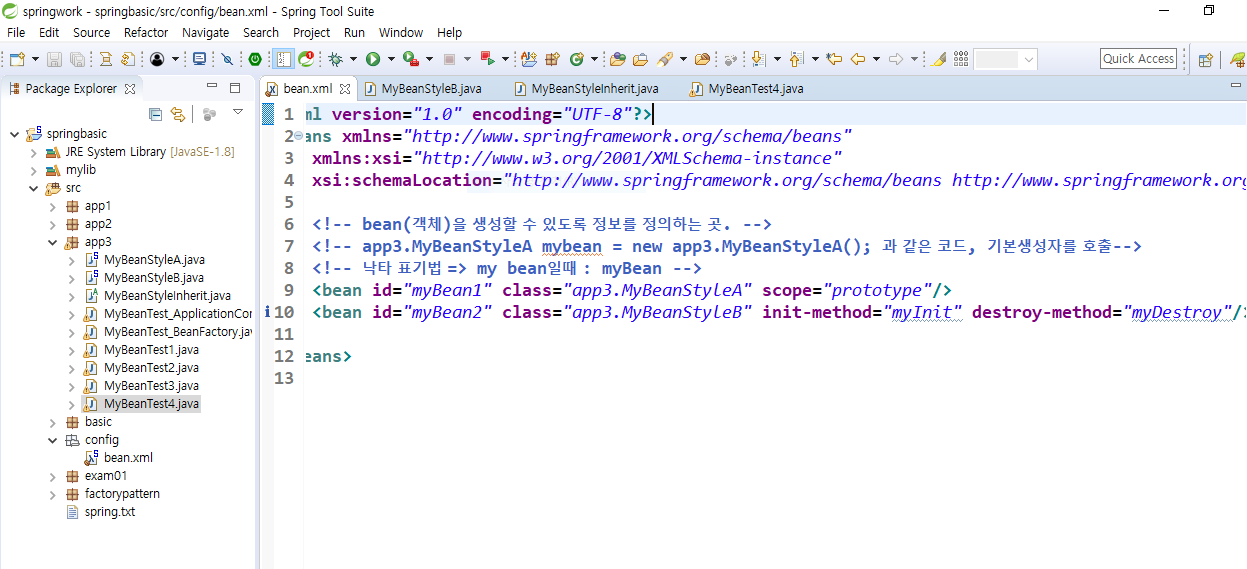 springwork - springbasic/src/config/bean.xml - Spring Tool Suite
File Edit Source Refactor Navigate Search Project Run Window Help
Quick Access
Package Explorer
springbasic
JRE System Library [JavaSE-1.8]
mylib
src
app1
app2
app3
MyBeanStyleA.java
MyBeanStyleB.java
MyBeanStyleInherit.java
MyBeanTest_ApplicationCor
MyBeanTest_BeanFactory.jav
MyBeanTest1.java
MyBeanTest2.java
MyBeanTest3.java
MyBeanTest4.java
basic
config
bean.xml
exam01
factorypattern
spring.txt
bean.xml MyBeanStyleB.java MyBeanStyleInherit.java MyBeanTest4.java
1 ml version="1.0" encoding="UTF-8"?>
2 ans xmlns="http://www.springframework.org/schema/beans"
3 xmlns:xsi="http://www.w3.org/2001/XMLSchema-instance"
4 xsi:schemaLocation="http://www.springframework.org/schema/beans http://www.springframework.org
5
6 <!-- bean(객체)을 생성할 수 있도록 정보를 정의하는 곳. -->
7 <!-- app3.MyBeanStyleA mybean = new app3.MyBeanStyleA(); 과 같은 코드, 기본생성자를 호출-->
8 <!-- 낙타 표기법 => my bean일때 : myBean -->
9 <bean id="myBean1" class="app3.MyBeanStyleA" scope="prototype"/>
10 <bean id="myBean2" class="app3.MyBeanStyleB" init-method="myInit" destroy-method="myDestroy"/>
11
12 eans>
13